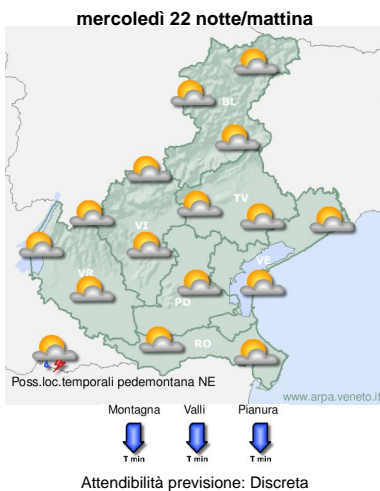 mercoledì 22 notte/mattina
BL
TV
VI
VE
VR
PD
RO
Poss.loc.temporali pedemontana NE
www.arpa.veneto.it
Montagna Valli Pianura
T min T min T min
Attendibilità previsione: Discreta